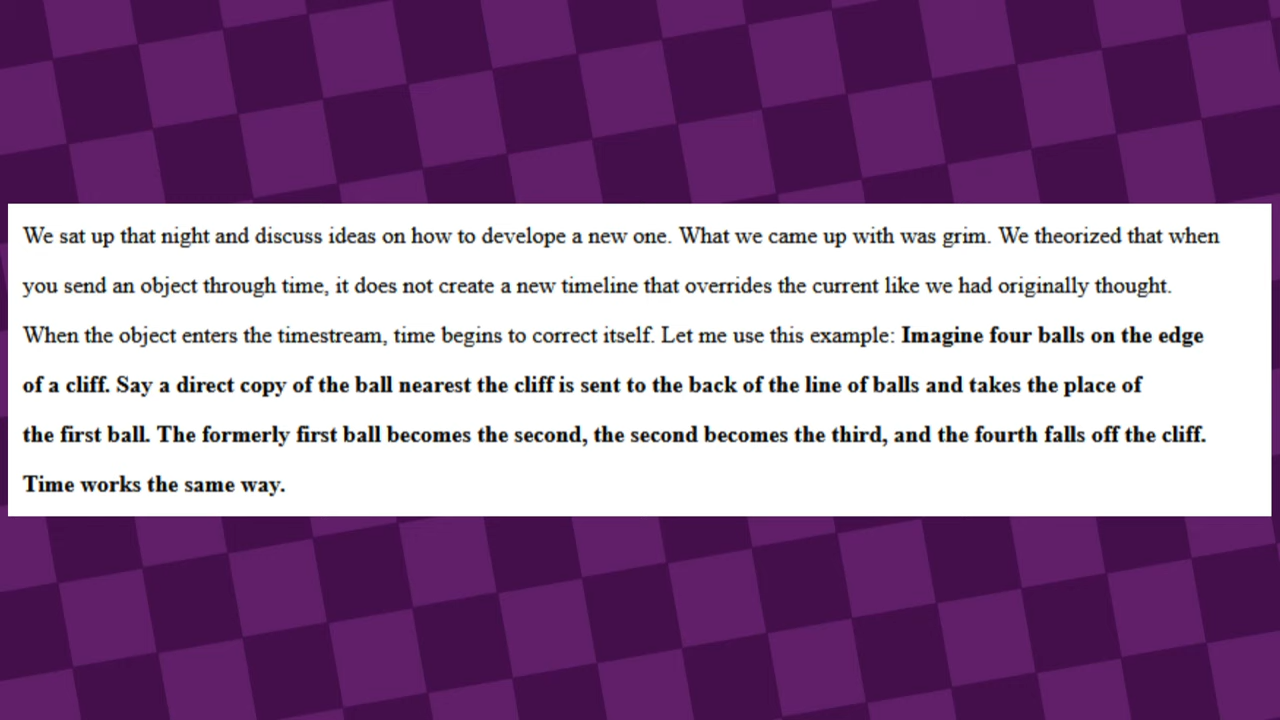 We sat up that night and discuss ideas on how to develope a new one. What we came up with was grim. We theorized that when
you send an object through time, it does not create a new timeline that overrides the current like we had originally thought.
When the object enters the timestream, time begins to correct itself. Let me use this example: Imagine four balls on the edge
of a cliff. Say a direct copy of the ball nearest the cliff is sent to the back of the line of balls and takes the place of
the first ball. The formerly first ball becomes the second, the second becomes the third, and the fourth falls off the cliff.
Time works the same way.